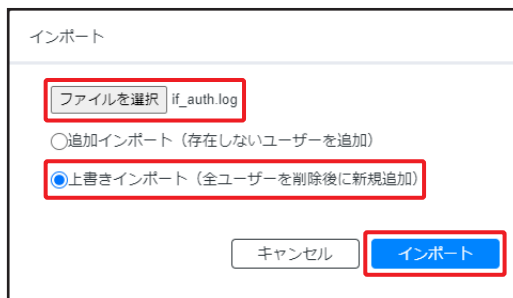 インポート
ファイルを選択 if_auth.log
追加インポート（存在しないユーザーを追加）
上書きインポート（全ユーザーを削除後に新規追加）
キャンセル インポート